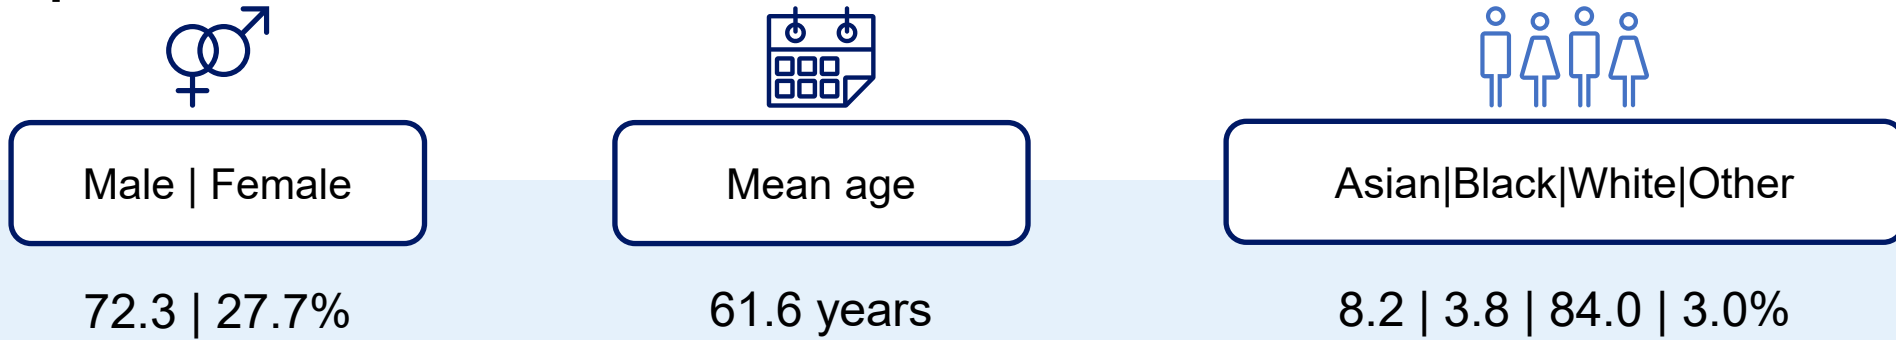 Male | Female
Mean age
Asian|Black|White|Other
72.3 | 27.7%
61.6 years
8.2 | 3.8 | 84.0 | 3.0%